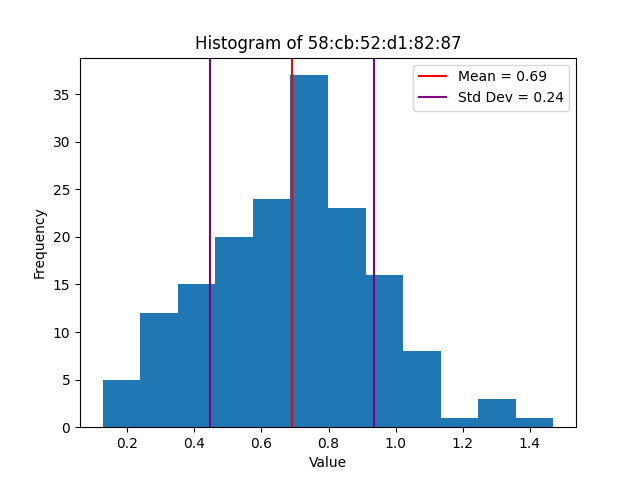 Histogram of 58:cb:52:d1:82:87
Mean = 0.69
Std Dev = 0.24
Frequency
35
30
25
20
15
10
5
0
0.2 0.4 0.6 0.8 1.0 1.2 1.4
Value